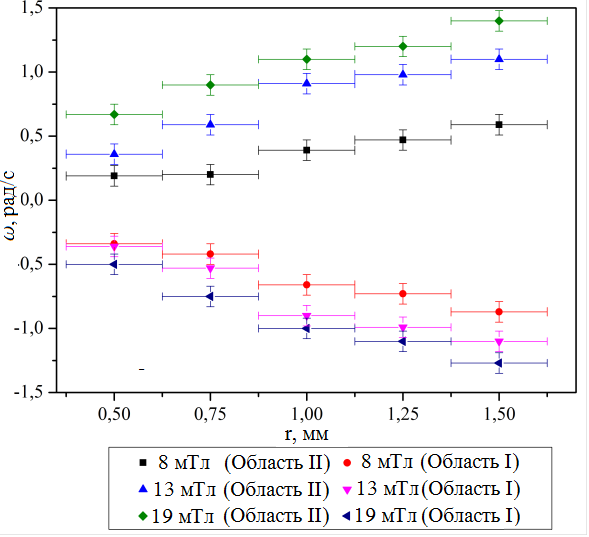 1,5
1,0
0,5
0,0
-0,5
-1,0
-1,5
ω, рад/с
0,50 0,75 1,00 1,25 1,50
r, мм
8 мТл (Область II) 8 мТл (Область I)
13 мТл (Область II) 13 мТл (Область I)
19 мТл (Область II) 19 мТл (Область I)